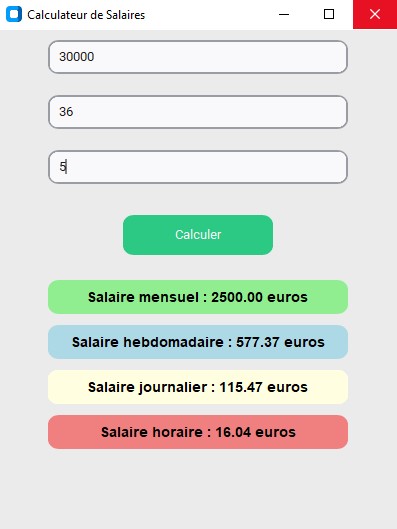 Calculateur de Salaires
30000
36
5
Calculer
Salaire mensuel : 2500.00 euros
Salaire hebdomadaire : 577.37 euros
Salaire journalier : 115.47 euros
Salaire horaire : 16.04 euros